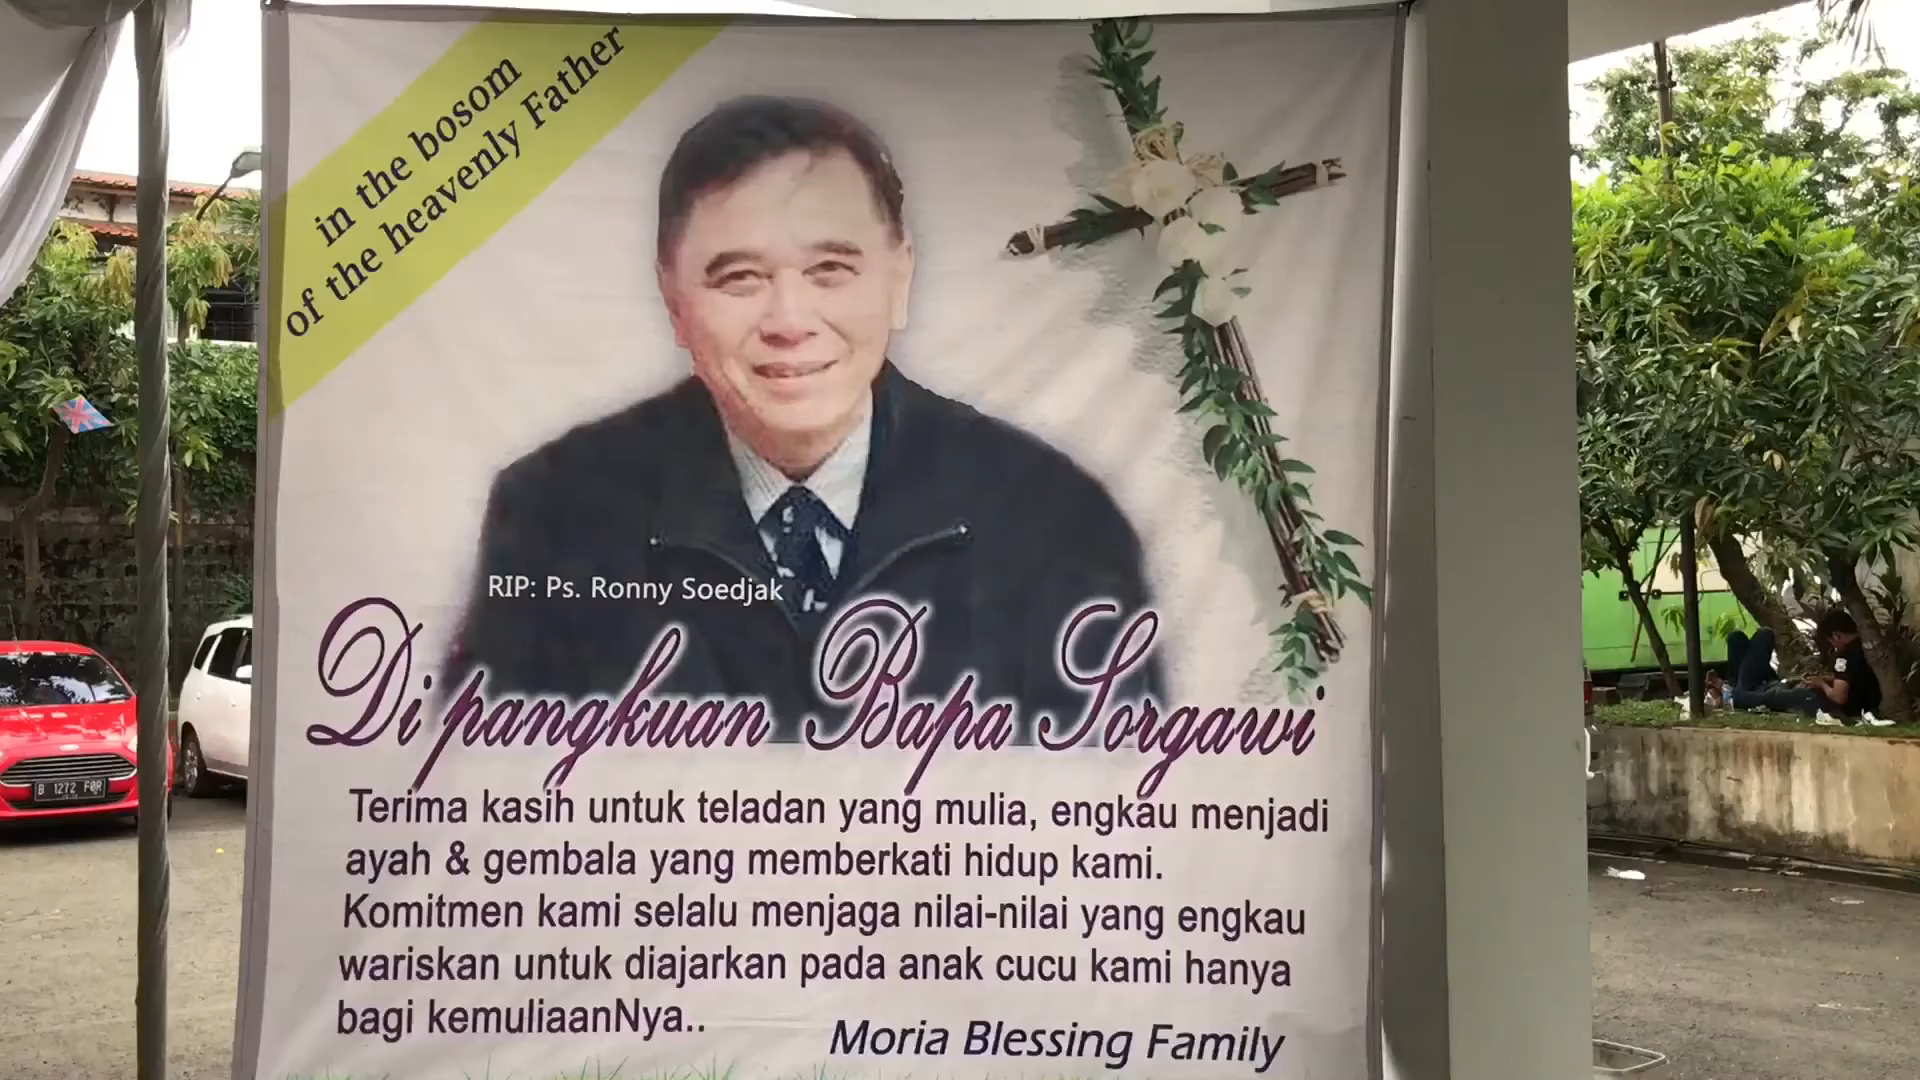 in the bosom
of the heavenly Father
RIP: Ps. Ronny Soedjak
Di pangkuan Bapa Sorgawi
Terima kasih untuk teladan yang mulia, engkau menjadi
ayah & gembala yang memberkati hidup kami.
Komitmen kami selalu menjaga nilai-nilai yang engkau
wariskan untuk diajarkan pada anak cucu kami hanya
bagi kemuliaanNya..
Moria Blessing Family
B 1272 FOR